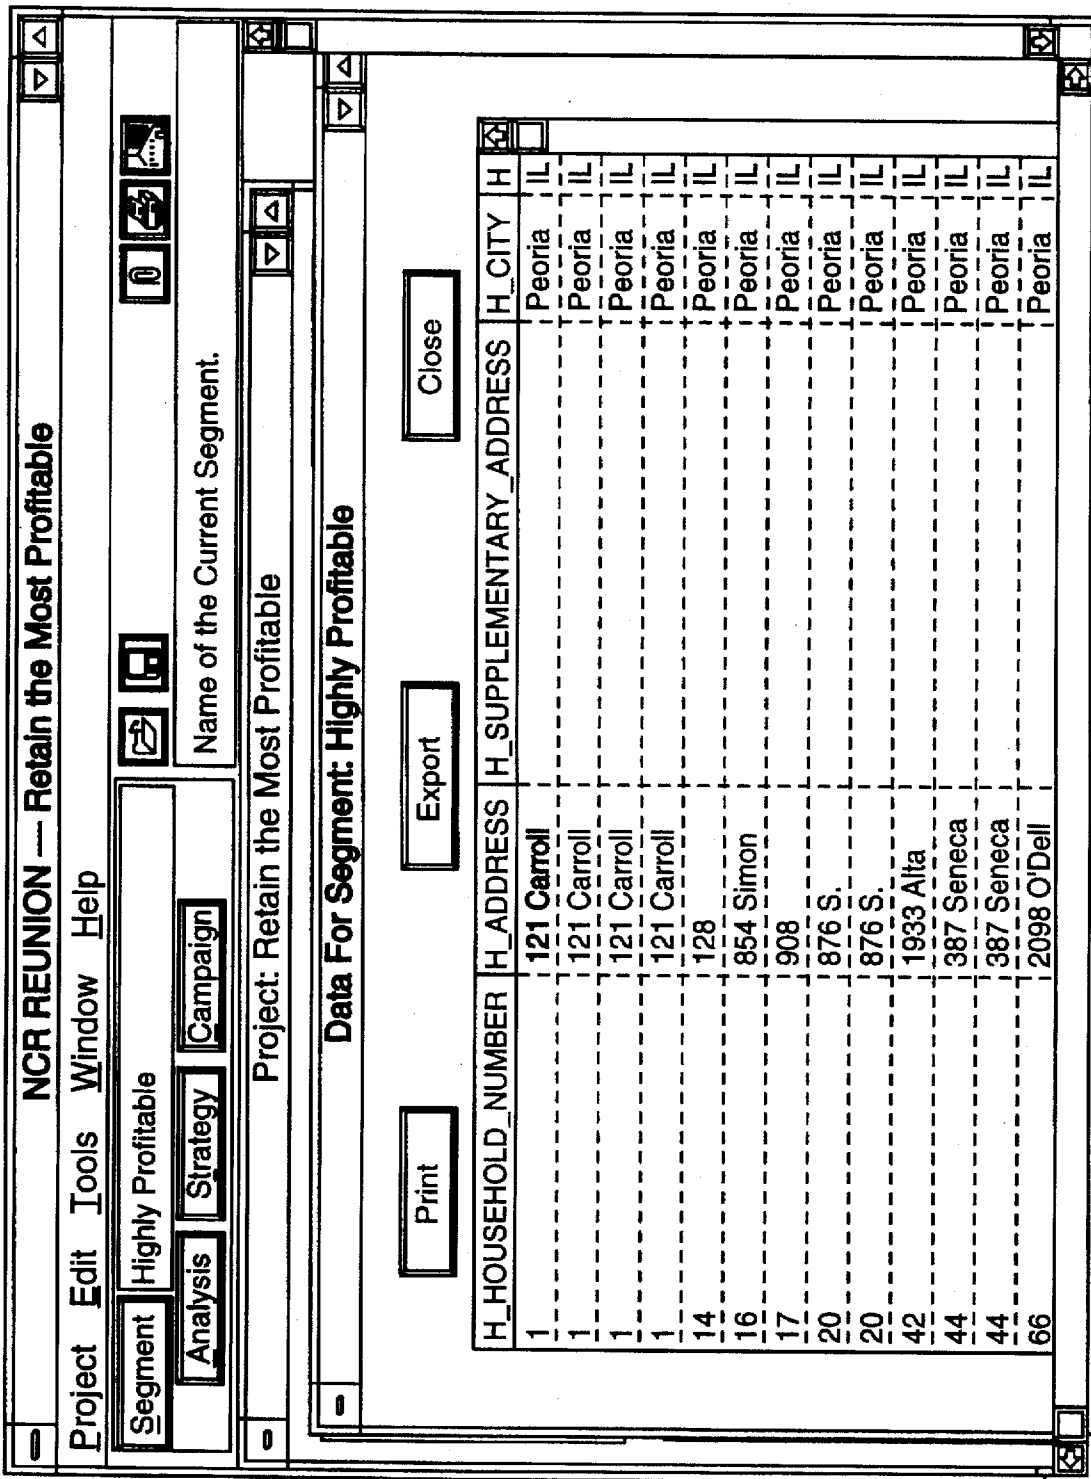 NCR REUNION — Retain the Most Profitable
Project Edit Tools Window Help
Segment Highly Profitable
Analysis Strategy Campaign
Name of the Current Segment.
Project: Retain the Most Profitable
Data For Segment: Highly Profitable
Print Export Close
H_HOUSEHOLD_NUMBER H_ADDRESS H_SUPPLEMENTARY_ADDRESS H_CITY H
1 121 Carroll Peoria IL
1 121 Carroll Peoria IL
1 121 Carroll Peoria IL
1 121 Carroll Peoria IL
14 128 Peoria IL
16 854 Simon Peoria IL
17 908 Peoria IL
20 876 S. Peoria IL
20 876 S. Peoria IL
42 1933 Alta Peoria IL
44 387 Seneca Peoria IL
44 387 Seneca Peoria IL
66 2098 O'Dell Peoria IL